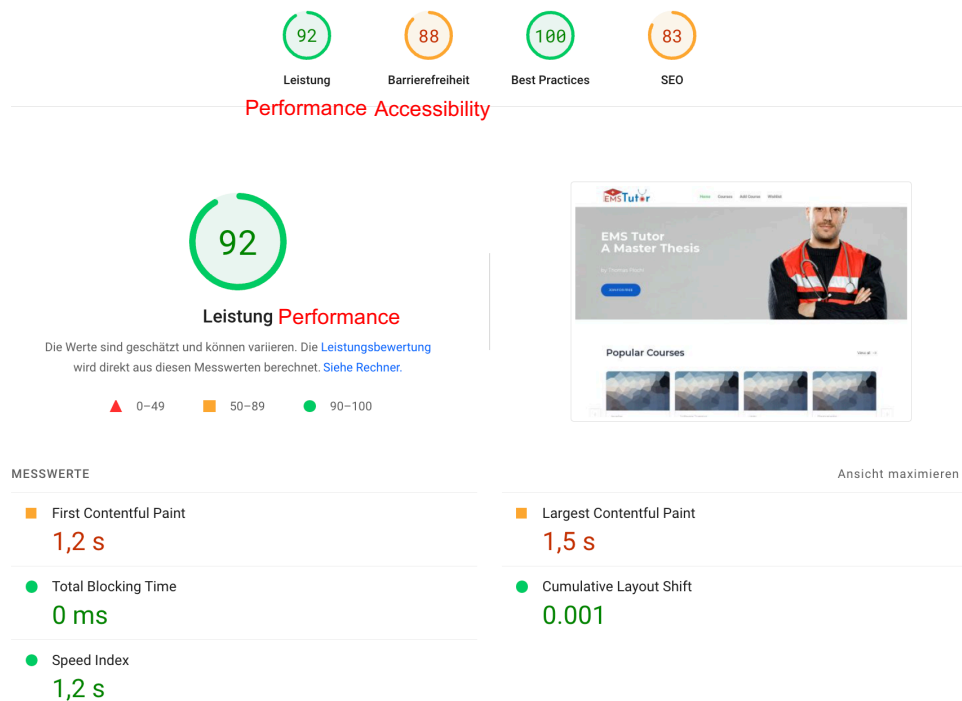 92
88
100
83
Leistung
Barrierefreiheit
Best Practices
SEO
Performance
Accessibility
92
Leistung Performance
Die Werte sind geschätzt und können variieren. Die Leistungsbewertung
wird direkt aus diesen Messwerten berechnet. Siehe Rechner.
0–49
50–89
90–100
EMSTutor
Home
Courses
Add Course
Waitlist
EMS Tutor
A Master Thesis
Popular Courses
View all
MESSWERTE
Ansicht maximieren
First Contentful Paint
1,2 s
Largest Contentful Paint
1,5 s
Total Blocking Time
0 ms
Cumulative Layout Shift
0.001
Speed Index
1,2 s